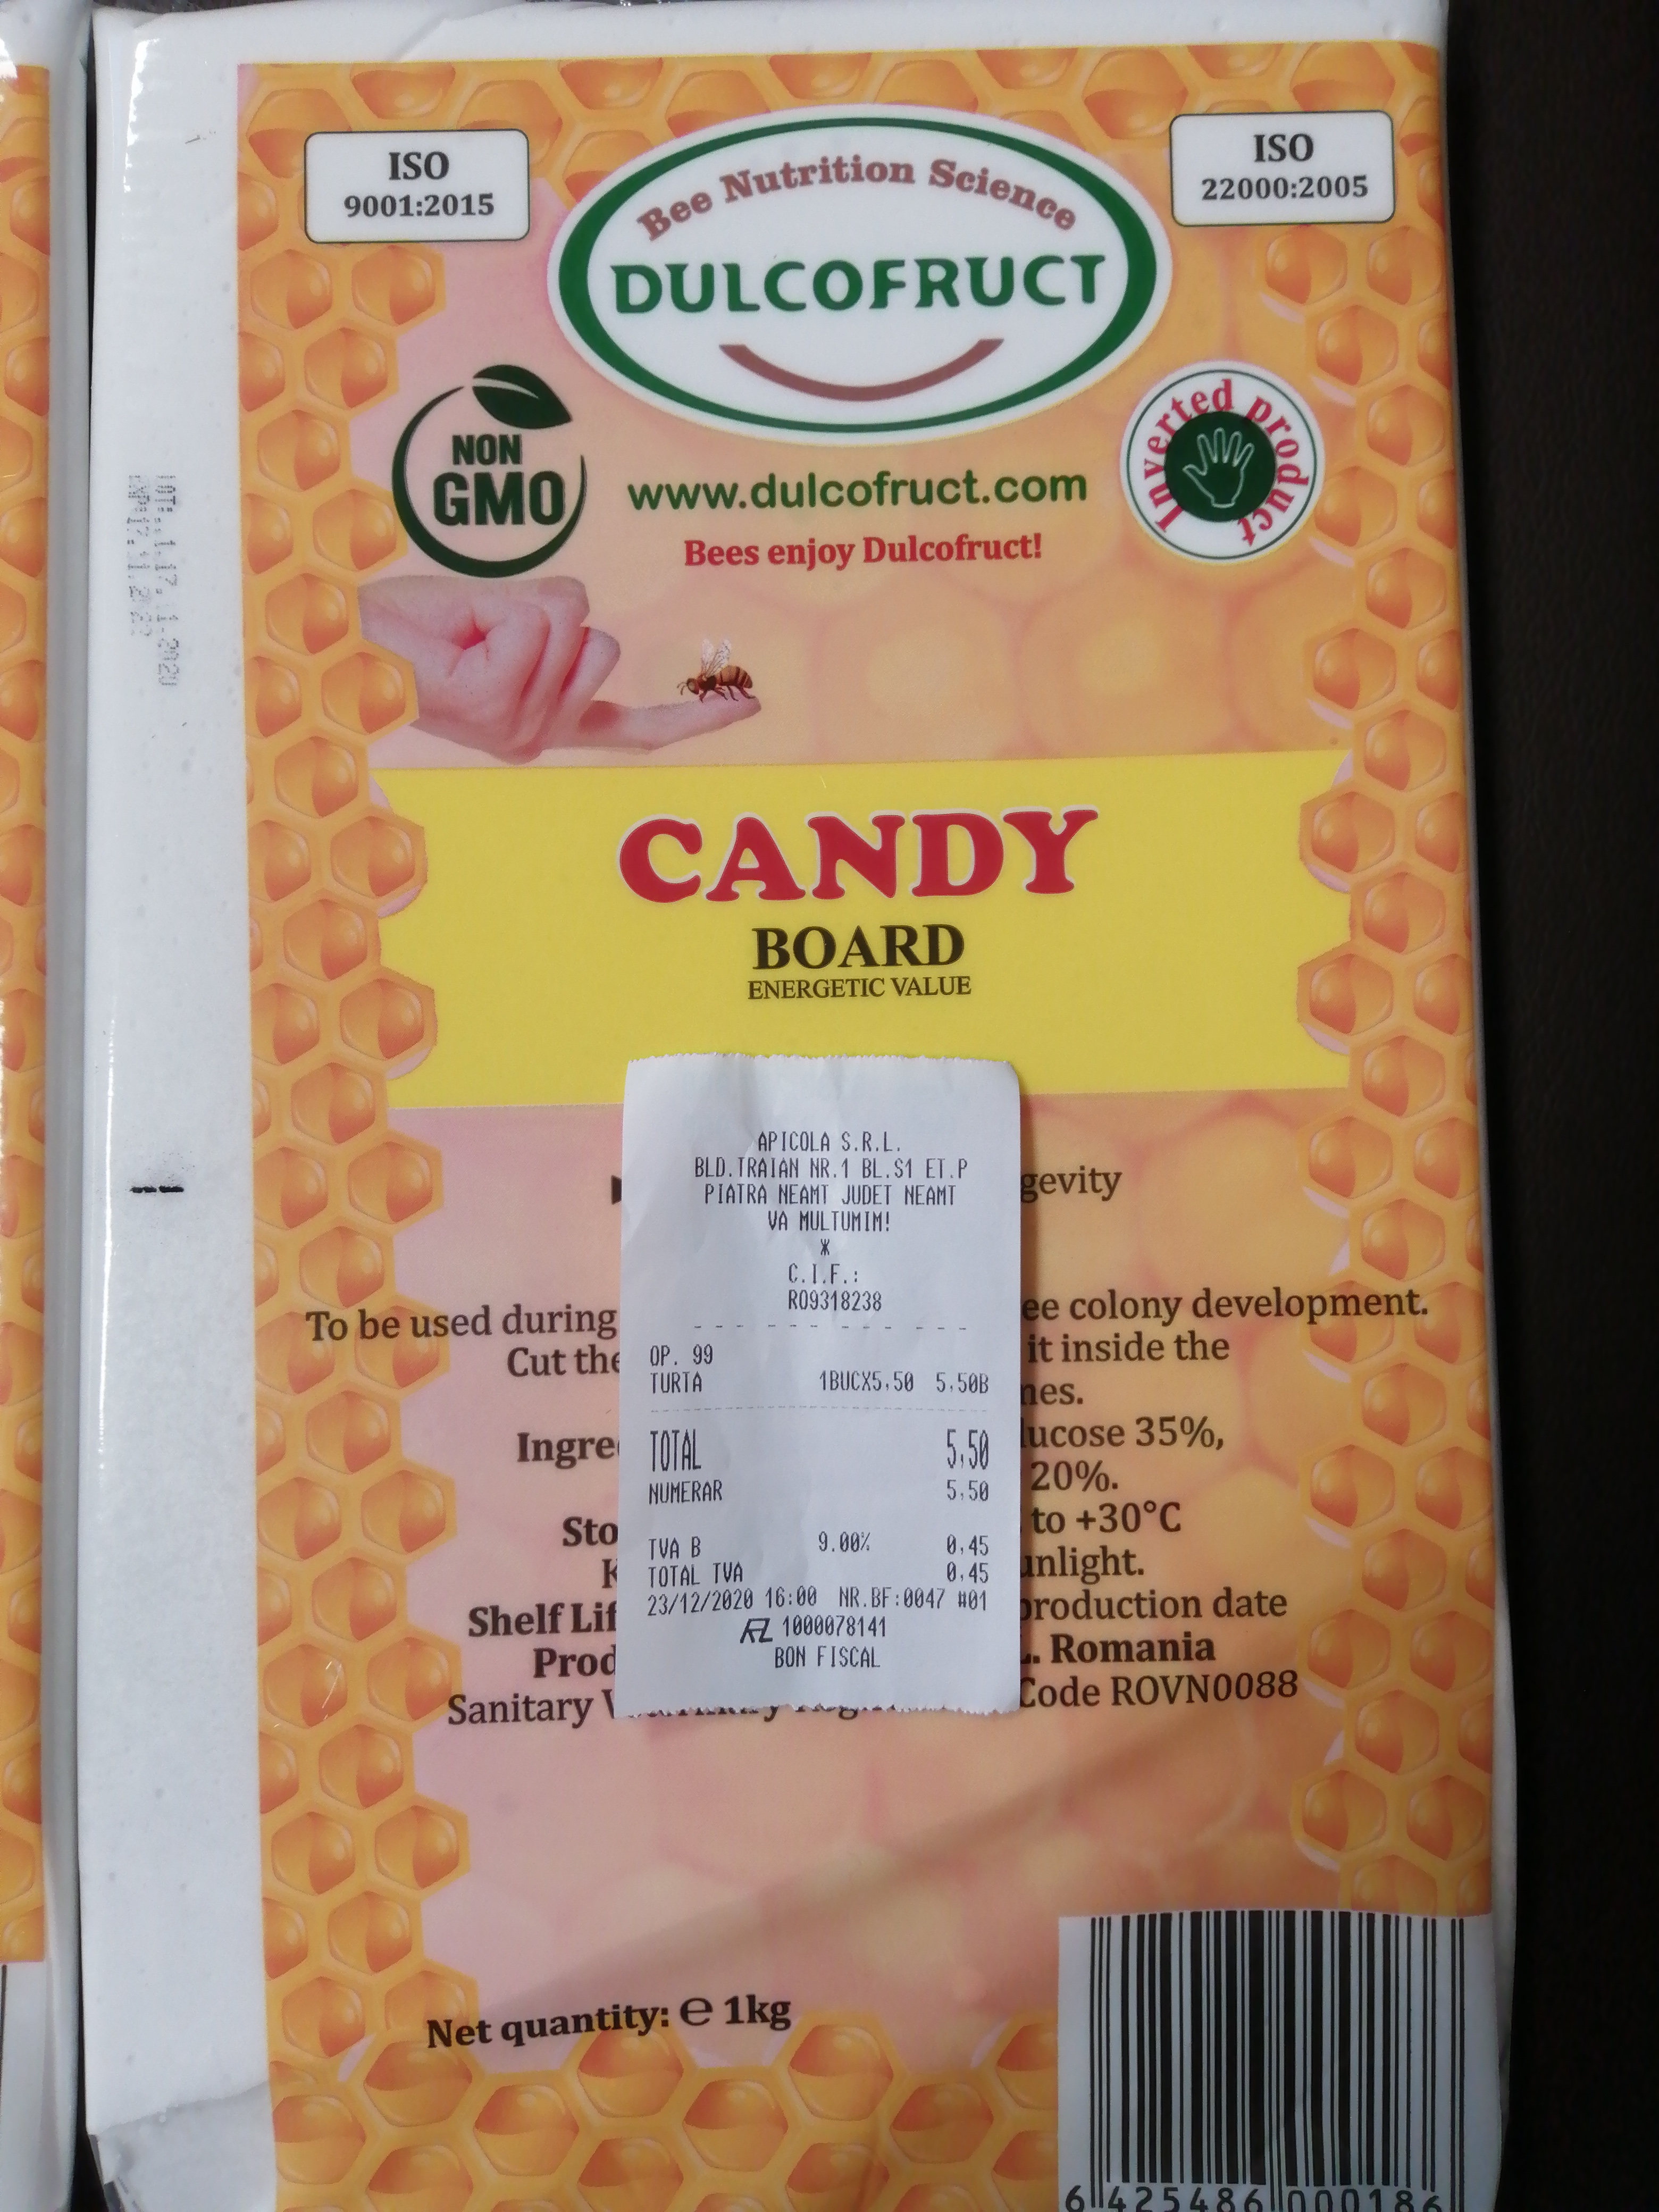 ISO
9001:2015
ISO
22000:2005
Bee Nutrition Science
DULCOFRUCT
NON
GMO
www.dulcofruct.com
Bees enjoy Dulcofruct!
Inverted product
CANDY
BOARD
ENERGETIC VALUE
APICOLA S.R.L.
BLD.TRAIAN NR.1 BL.S1 ET.P
PIATRA NEAMT JUDET NEAMT
VA MULTUMIM!
*
C.I.F.:
RO9318238
OP. 99
TURTA 1BUCX5,50 5,50B
TOTAL 5,50
NUMERAR 5,50
TVA B 9.00% 0,45
TOTAL TVA 0,45
23/12/2020 16:00 NR.BF:0047 #01
1000078141
BON FISCAL
gevity
To be used during ee colony development.
Cut the it inside the
nes.
Ingre lucose 35%,
20%.
Sto to +30°C
K unlight.
Shelf Lif production date
Prod . Romania
Sanitary V Code ROVN0088
Net quantity: e 1kg
6 425486 000186